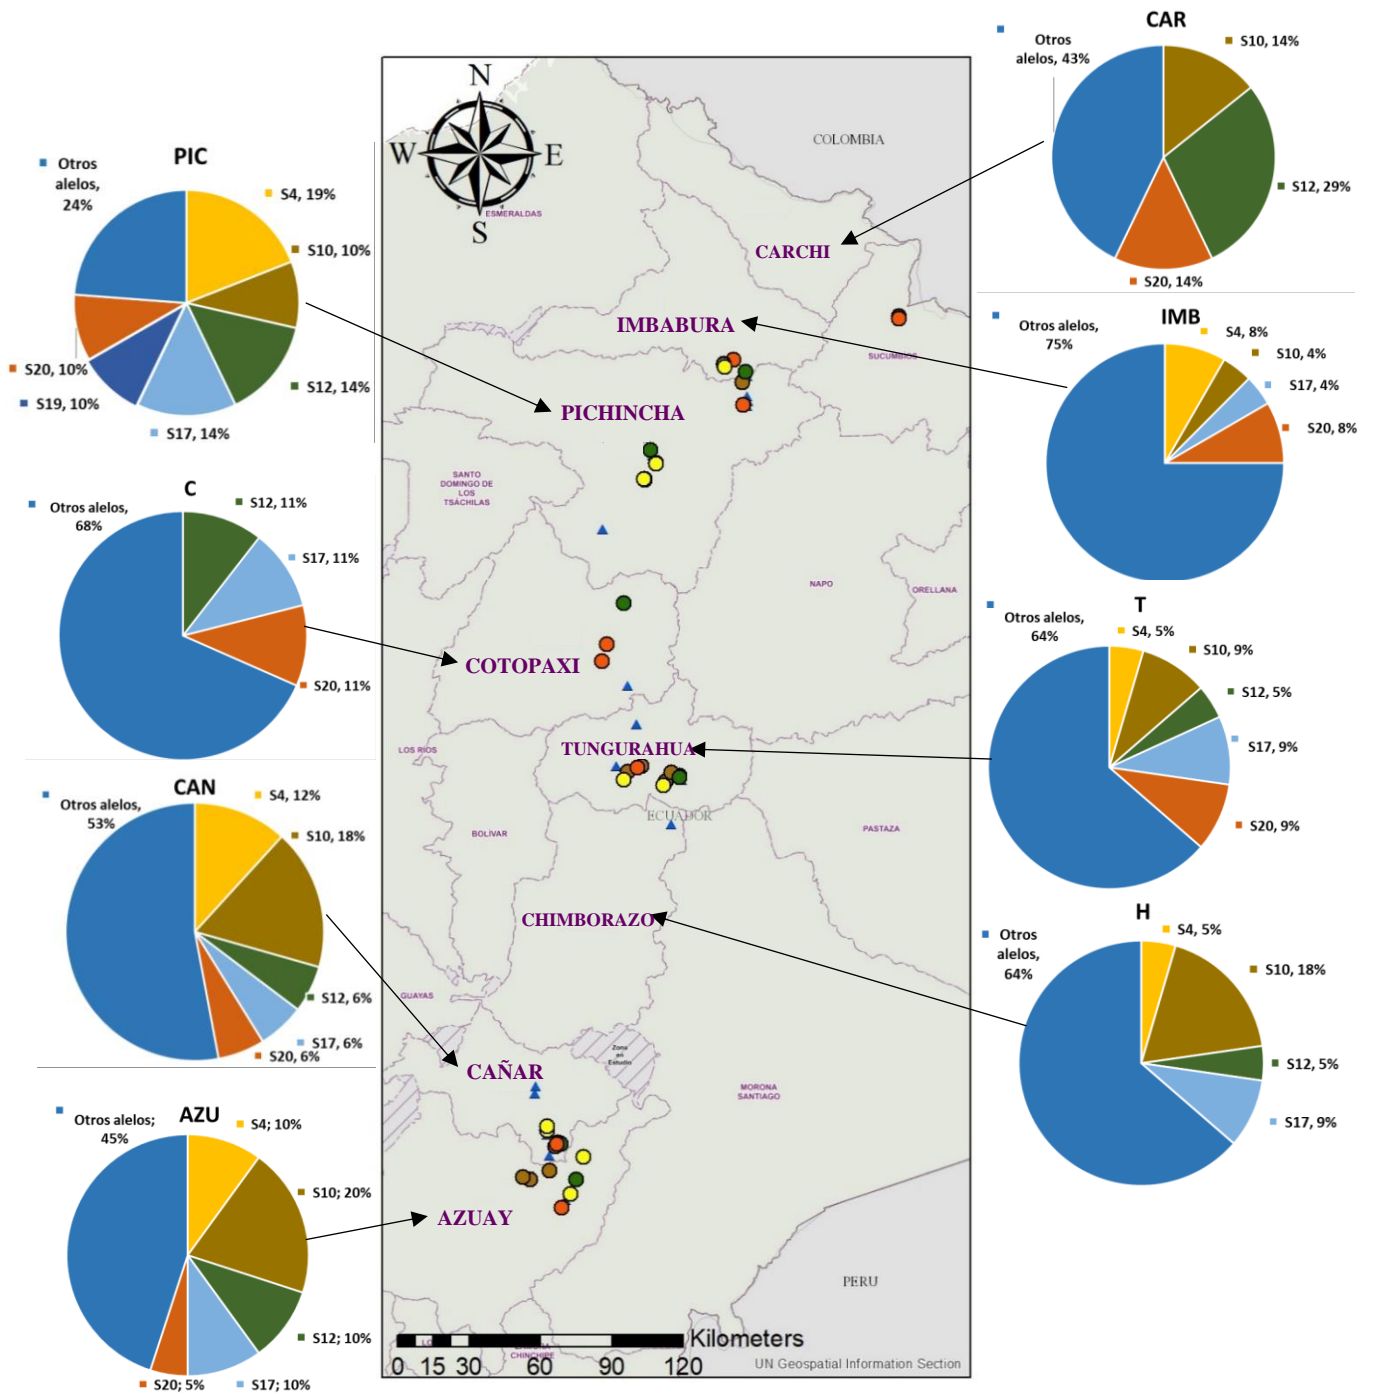 PIC
Otros
alelos,
24%
S4, 19%
S10, 10%
S12, 14%
S17, 14%
S19, 10%
S20, 10%
C
Otros alelos,
68%
S12, 11%
S17, 11%
S20, 11%
CAN
Otros alelos,
53%
S4, 12%
S10, 18%
S12, 6%
S17, 6%
S20, 6%
AZU
Otros alelos;
45%
S4; 10%
S10; 20%
S12; 10%
S17; 10%
S20; 5%
N
W
E
S
COLOMBIA
ESMERALDAS
CARCHI
IMBABURA
SUCUMBIOS
PICHINCHA
SANTO
DOMINGO DE
LOS
TSÁCHILAS
NAPO
ORELLANA
COTOPAXI
LOS RIOS
TUNGURAHUA
ECUADOR
BOLIVAR
PASTAZA
CHIMBORAZO
GUAYAS
Zona
en
Estudio
CAÑAR
MORONA
SANTIAGO
AZUAY
PERU
Kilometers
0 15 30 60 90 120
CHINCHIPE
UN Geospatial Information Section
CAR
Otros
alelos, 43%
S10, 14%
S12, 29%
S20, 14%
IMB
Otros alelos,
75%
S4, 8%
S10, 4%
S17, 4%
S20, 8%
T
Otros alelos,
64%
S4, 5%
S10, 9%
S12, 5%
S17, 9%
S20, 9%
H
Otros
alelos,
64%
S4, 5%
S10, 18%
S12, 5%
S17, 9%